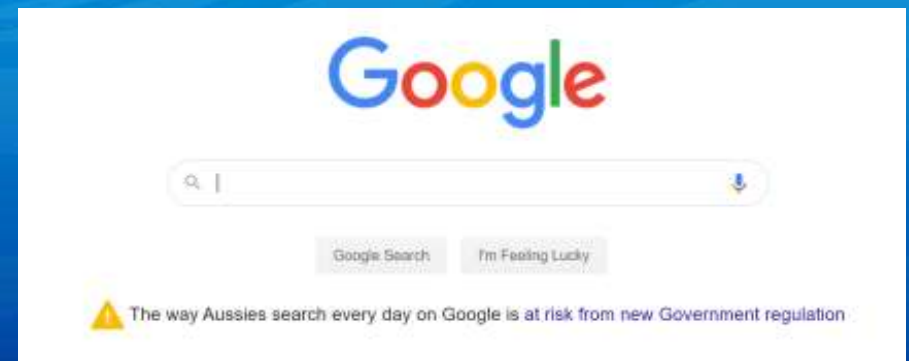 Google
Google Search I'm Feeling Lucky
The way Aussies search every day on Google is at risk from new Government regulation